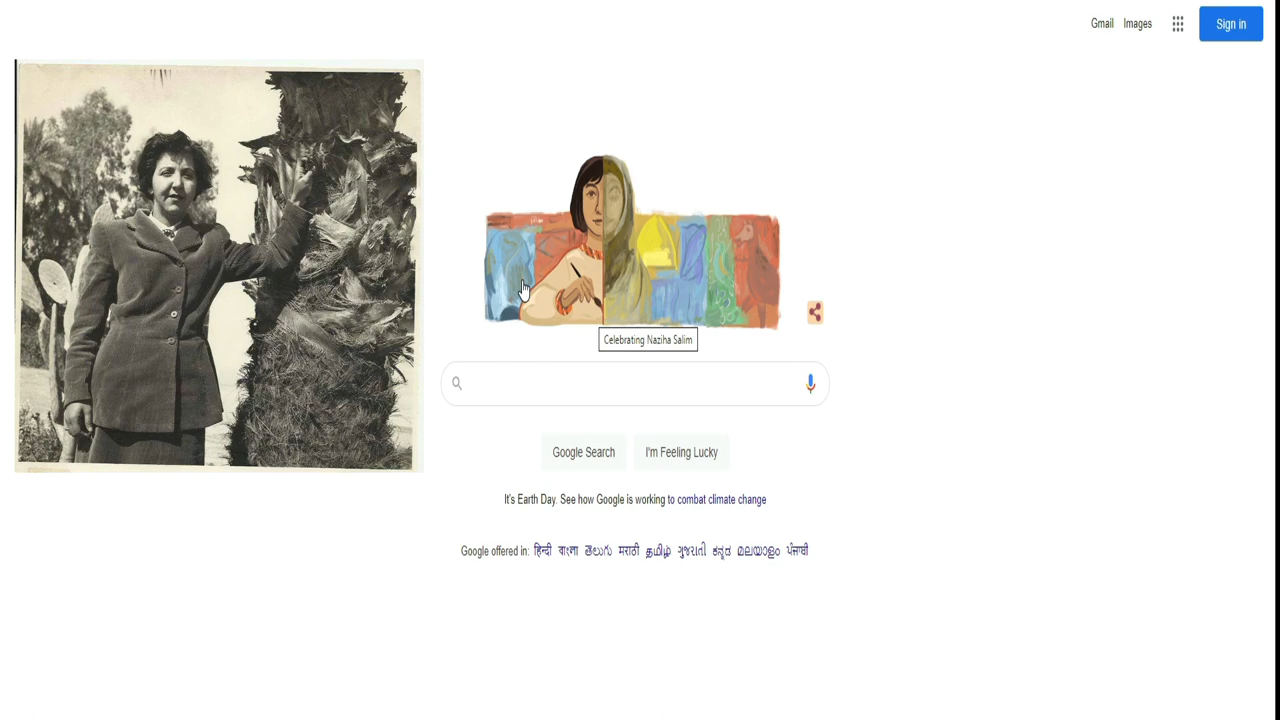 Gmail Images Sign in
Celebrating Naziha Salim
Google Search I'm Feeling Lucky
It's Earth Day. See how Google is working to combat climate change
Google offered in: हिन्दी বাংলা తెలుగు मराठी தமிழ் ગુજરાતી ಕನ್ನಡ മലയാളം ਪੰਜਾਬੀ